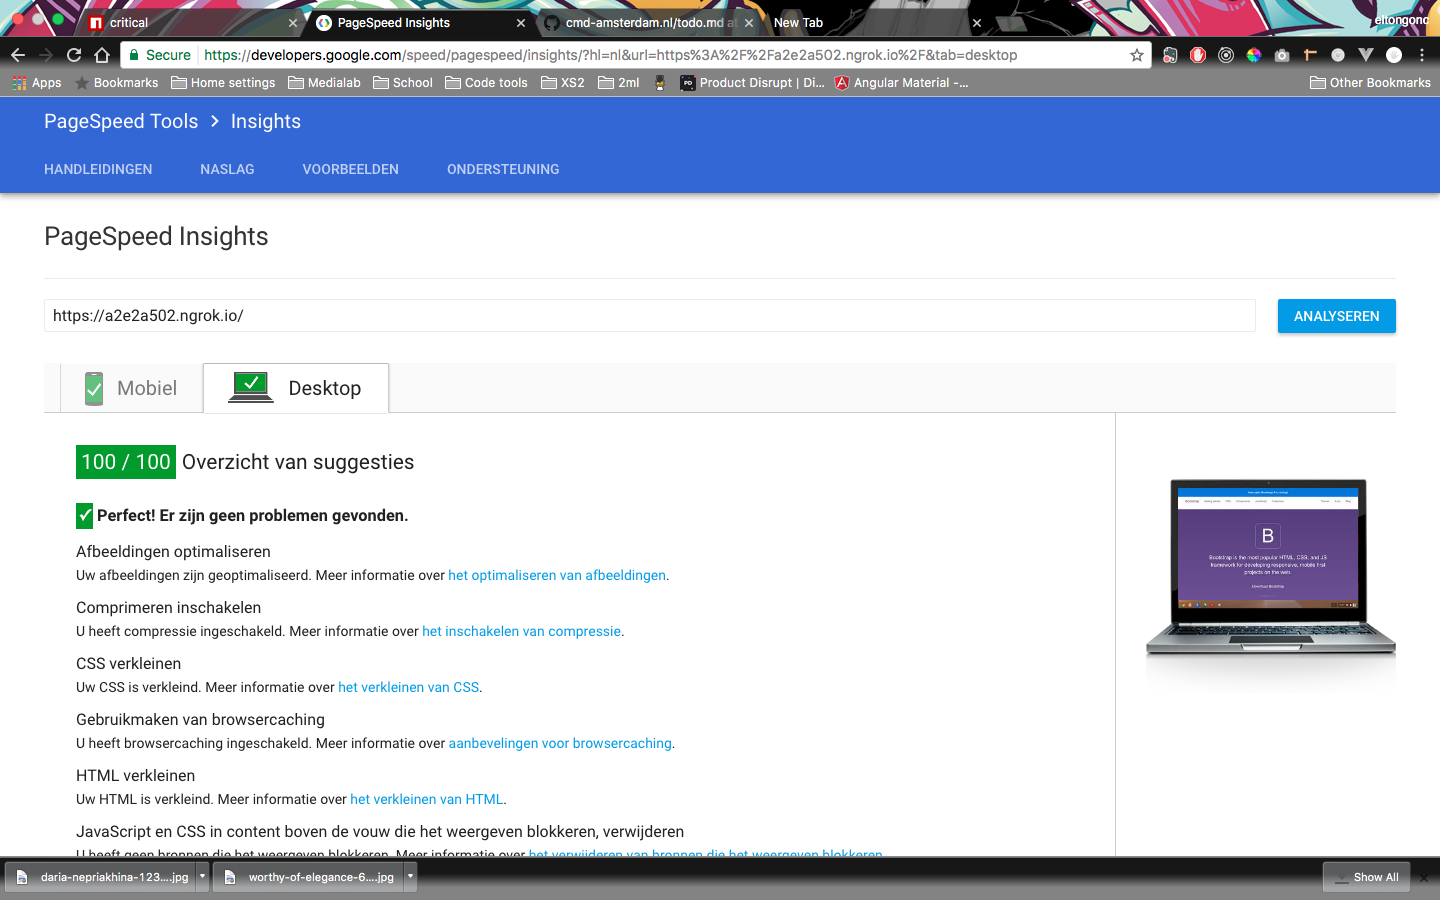 critical
PageSpeed Insights
cmd-amsterdam.nl/todo.md at
New Tab
eltongonc
Secure https://developers.google.com/speed/pagespeed/insights/?hl=nl&url=https%3A%2F%2Fa2e2a502.ngrok.io%2F&tab=desktop
Apps Bookmarks Home settings Medialab School Code tools XS2 2ml Product Disrupt | Di... Angular Material -... Other Bookmarks
PageSpeed Tools > Insights
HANDLEIDINGEN NASLAG VOORBEELDEN ONDERSTEUNING
PageSpeed Insights
https://a2e2a502.ngrok.io/
ANALYSEREN
Mobiel Desktop
100 / 100 Overzicht van suggesties
Perfect! Er zijn geen problemen gevonden.
Afbeeldingen optimaliseren
Uw afbeeldingen zijn geoptimaliseerd. Meer informatie over het optimaliseren van afbeeldingen.
Comprimeren inschakelen
U heeft compressie ingeschakeld. Meer informatie over het inschakelen van compressie.
CSS verkleinen
Uw CSS is verkleind. Meer informatie over het verkleinen van CSS.
Gebruikmaken van browsercaching
U heeft browsercaching ingeschakeld. Meer informatie over aanbevelingen voor browsercaching.
HTML verkleinen
Uw HTML is verkleind. Meer informatie over het verkleinen van HTML.
JavaScript en CSS in content boven de vouw die het weergeven blokkeren, verwijderen
U heeft geen bronnen die het weergeven blokkeren. Meer informatie over het verwijderen van bronnen die het weergeven blokkeren
B
Bootstrap is the most popular HTML, CSS, and JS
framework for developing responsive, mobile first
projects on the web.
Download Bootstrap
daria-nepriakhina-123....jpg
worthy-of-elegance-6....jpg
Show All